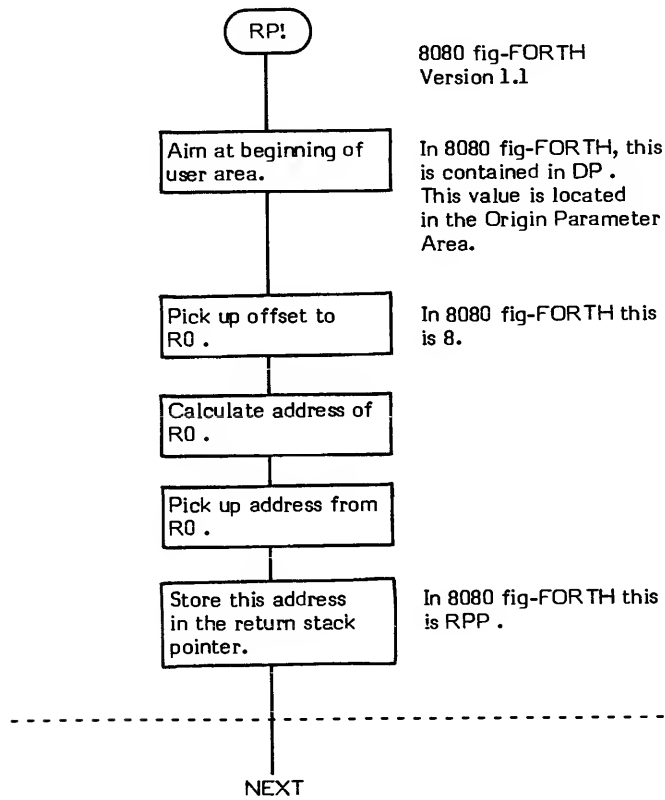 RP!
8080 fig-FORTH
Version 1.1
Aim at beginning of
user area.
In 8080 fig-FORTH, this
is contained in DP .
This value is located
in the Origin Parameter
Area.
Pick up offset to
R0 .
In 8080 fig-FORTH this
is 8.
Calculate address of
R0 .
Pick up address from
R0 .
Store this address
in the return stack
pointer.
In 8080 fig-FORTH this
is RPP .
NEXT